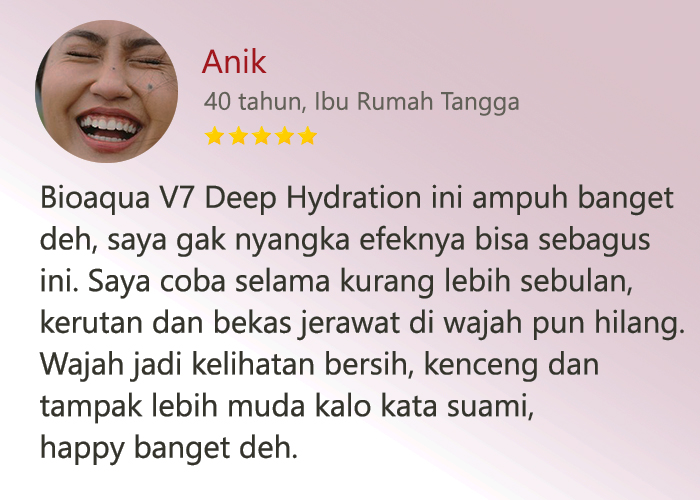 Anik
40 tahun, Ibu Rumah Tangga
Bioaqua V7 Deep Hydration ini ampuh banget
deh, saya gak nyangka efeknya bisa sebagus
ini. Saya coba selama kurang lebih sebulan,
kerutan dan bekas jerawat di wajah pun hilang.
Wajah jadi kelihatan bersih, kenceng dan
tampak lebih muda kalo kata suami,
happy banget deh.